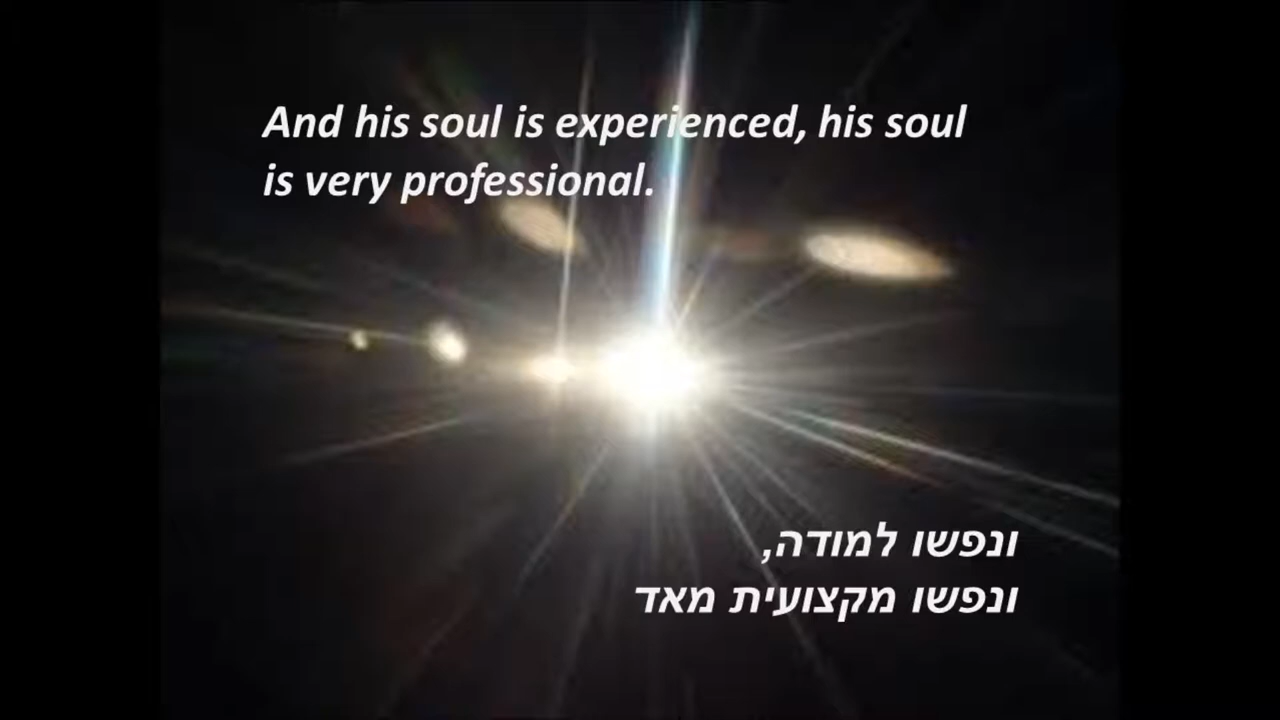 And his soul is experienced, his soul
is very professional.
ונפשו למודה,
ונפשו מקצועית מאד